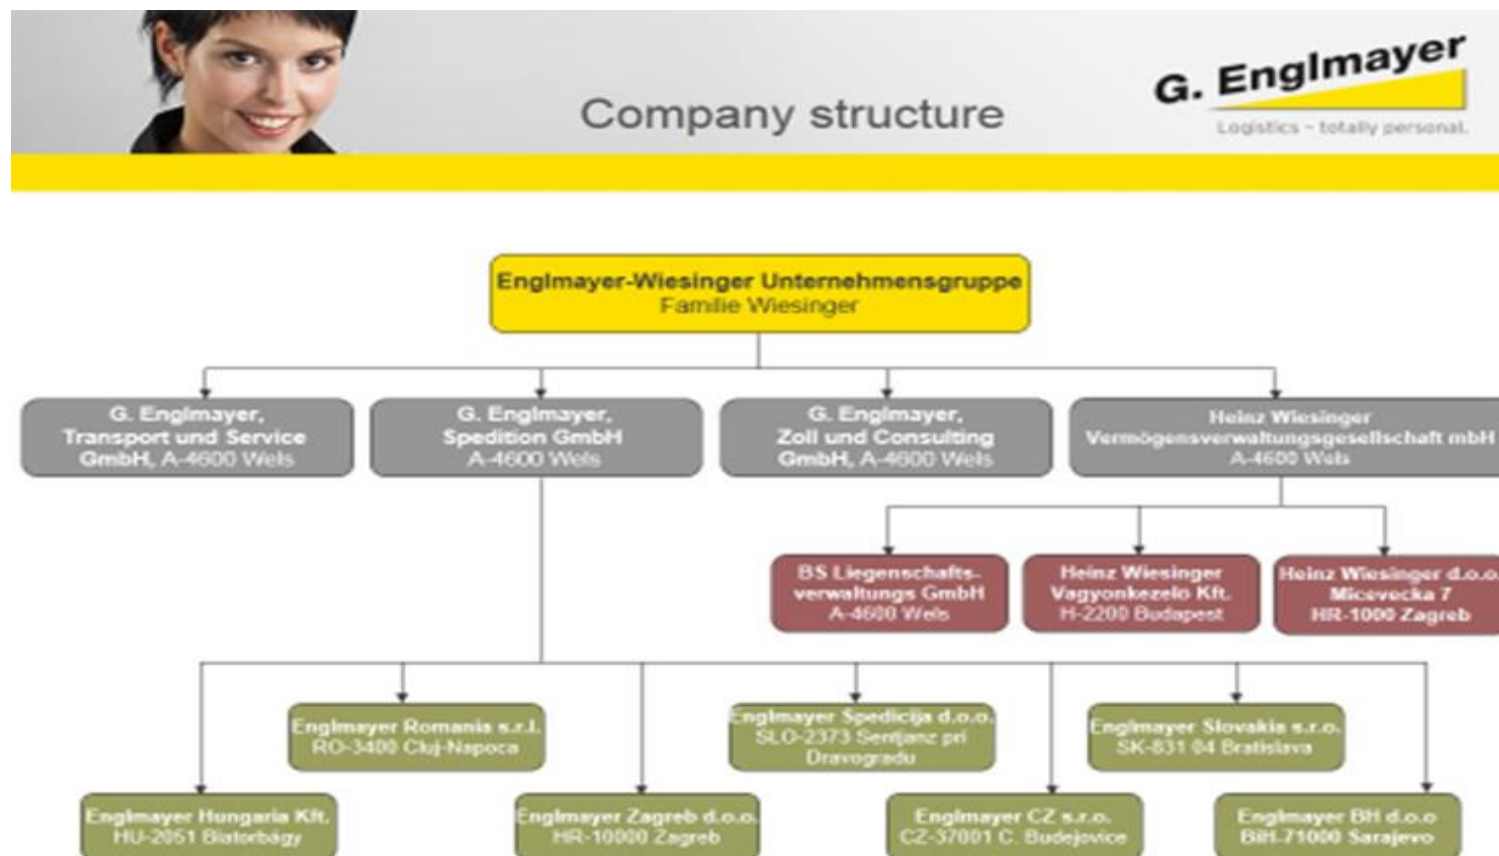 Company structure
G. Englmayer
Logistics – totally personal.
Englmayer-Wiesinger Unternehmensgruppe
Familie Wiesinger
G. Englmayer,
Transport und Service
GmbH, A-4600 Wels
G. Englmayer,
Spedition GmbH
A-4600 Wels
G. Englmayer,
Zoll und Consulting
GmbH, A-4600 Wels
Heinz Wiesinger
Vermögensverwaltungsgesellschaft mbH
A-4600 Wels
BS Liegenschafts-
verwaltungs GmbH
A-4600 Wels
Heinz Wiesinger
Vagyonkezelö Kft.
H-2200 Budapest
Heinz Wiesinger d.o.o.
Micevecka 7
HR-1000 Zagreb
Englmayer Romania s.r.l.
RO-3400 Cluj-Napoca
Englmayer Spedicija d.o.o.
SLO-2373 Sentjanz pri
Dravogradu
Englmayer Slovakia s.r.o.
SK-831 04 Bratislava
Englmayer Hungaria Kft.
HU-2051 Biatorbágy
Englmayer Zagreb d.o.o.
HR-10000 Zagreb
Englmayer CZ s.r.o.
CZ-37001 C. Budejovice
Englmayer BH d.o.o
BiH-71000 Sarajevo